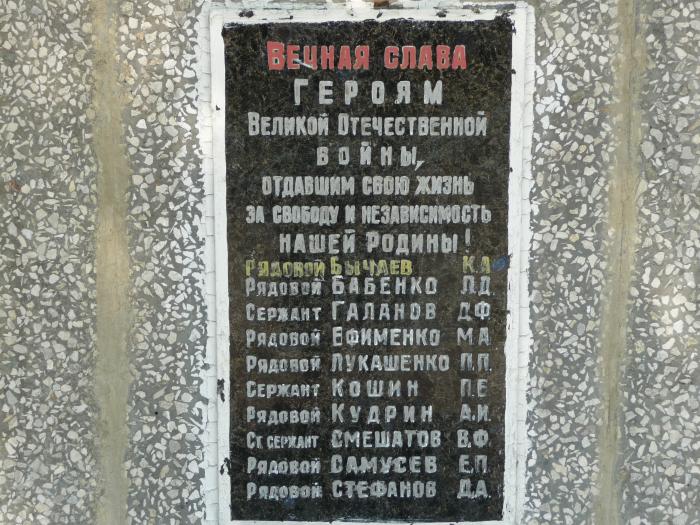 Вечная слава
Героям
Великой Отечественной
войны,
отдавшим свою жизнь
за свободу и независимость
нашей Родины!
Рядовой Бычаев К.А
Рядовой Бабенко П.Д.
Сержант Галанов Д.Ф
Рядовой Ефименко М.А
Рядовой Лукашенко П.П.
Сержант Кошин П.Е
Рядовой Кудрин А.И.
Ст сержант Смешатов В.Ф.
Рядовой Самусев Е.П.
Рядовой Стефанов Д.А.